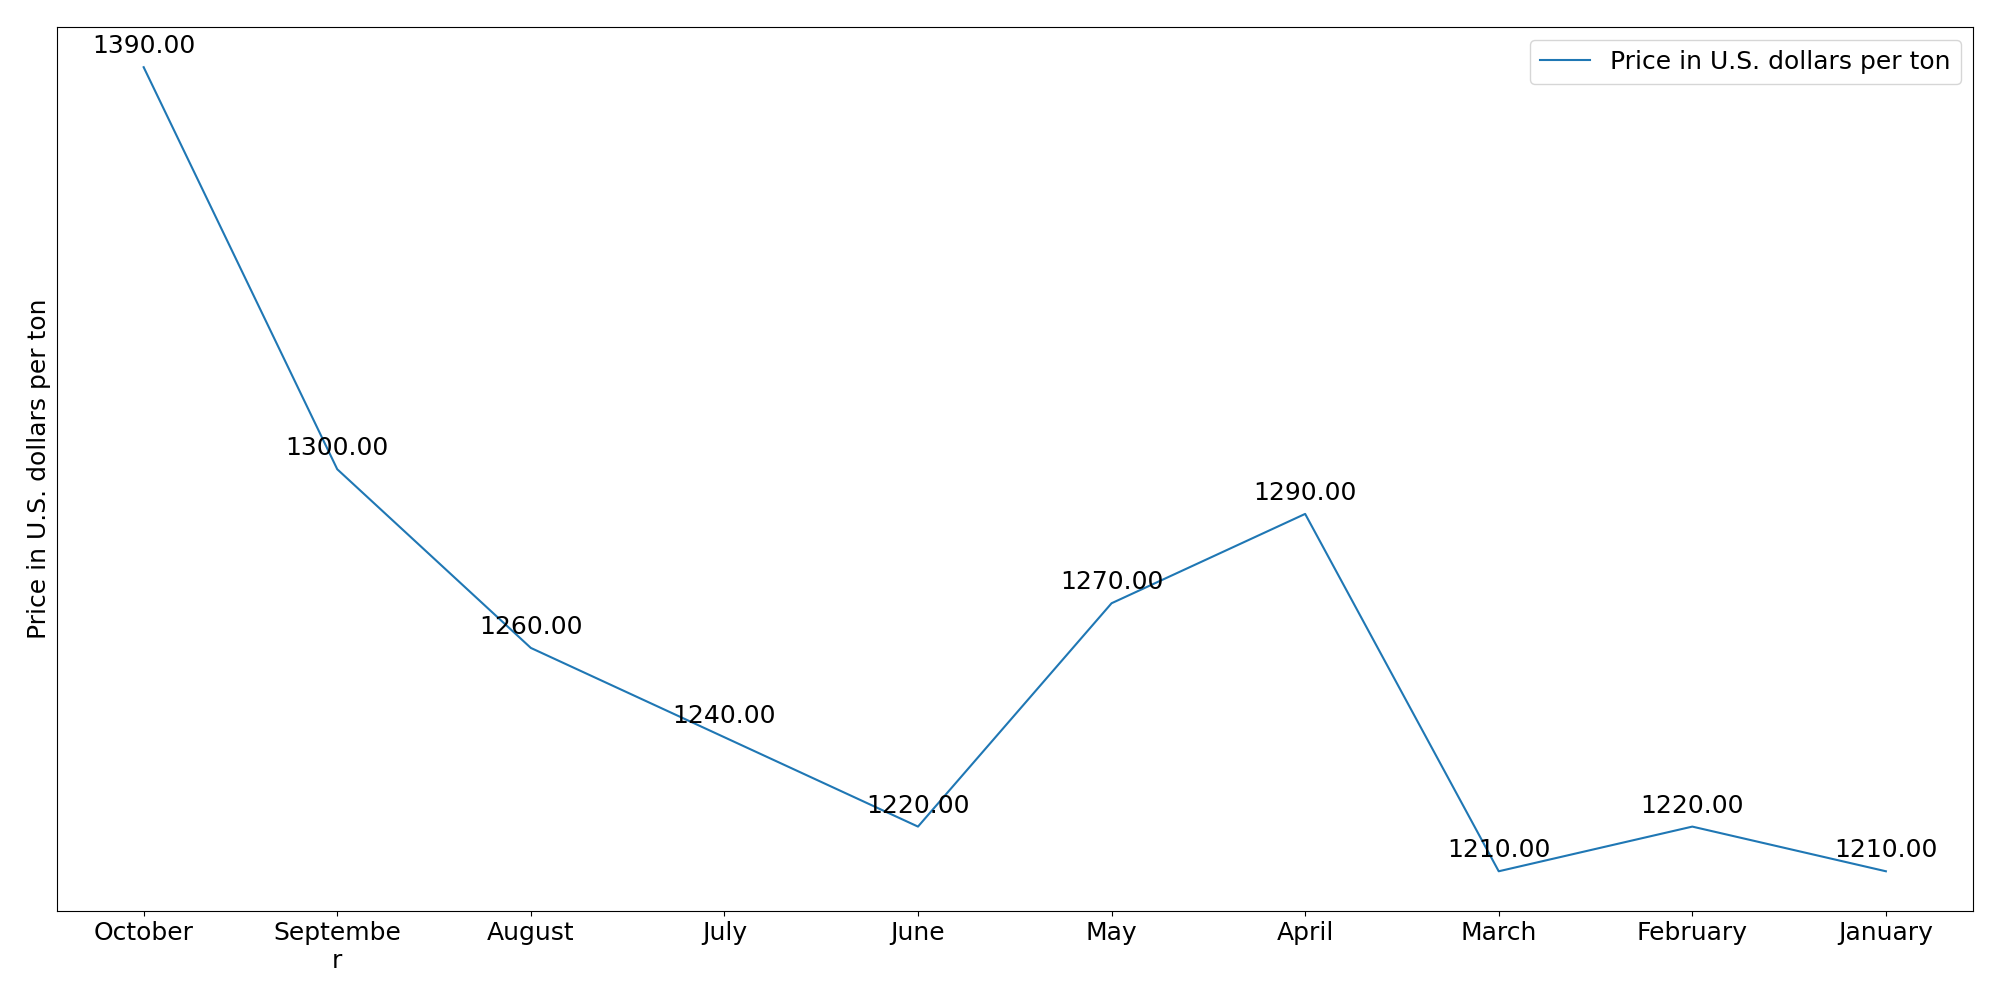 1390.00
Price in U.S. dollars per ton
1300.00
1290.00
1270.00
1260.00
1240.00
1220.00
1220.00
1210.00
1210.00
Price in U.S. dollars per ton
October
Septembe
r
August
July
June
May
April
March
February
January